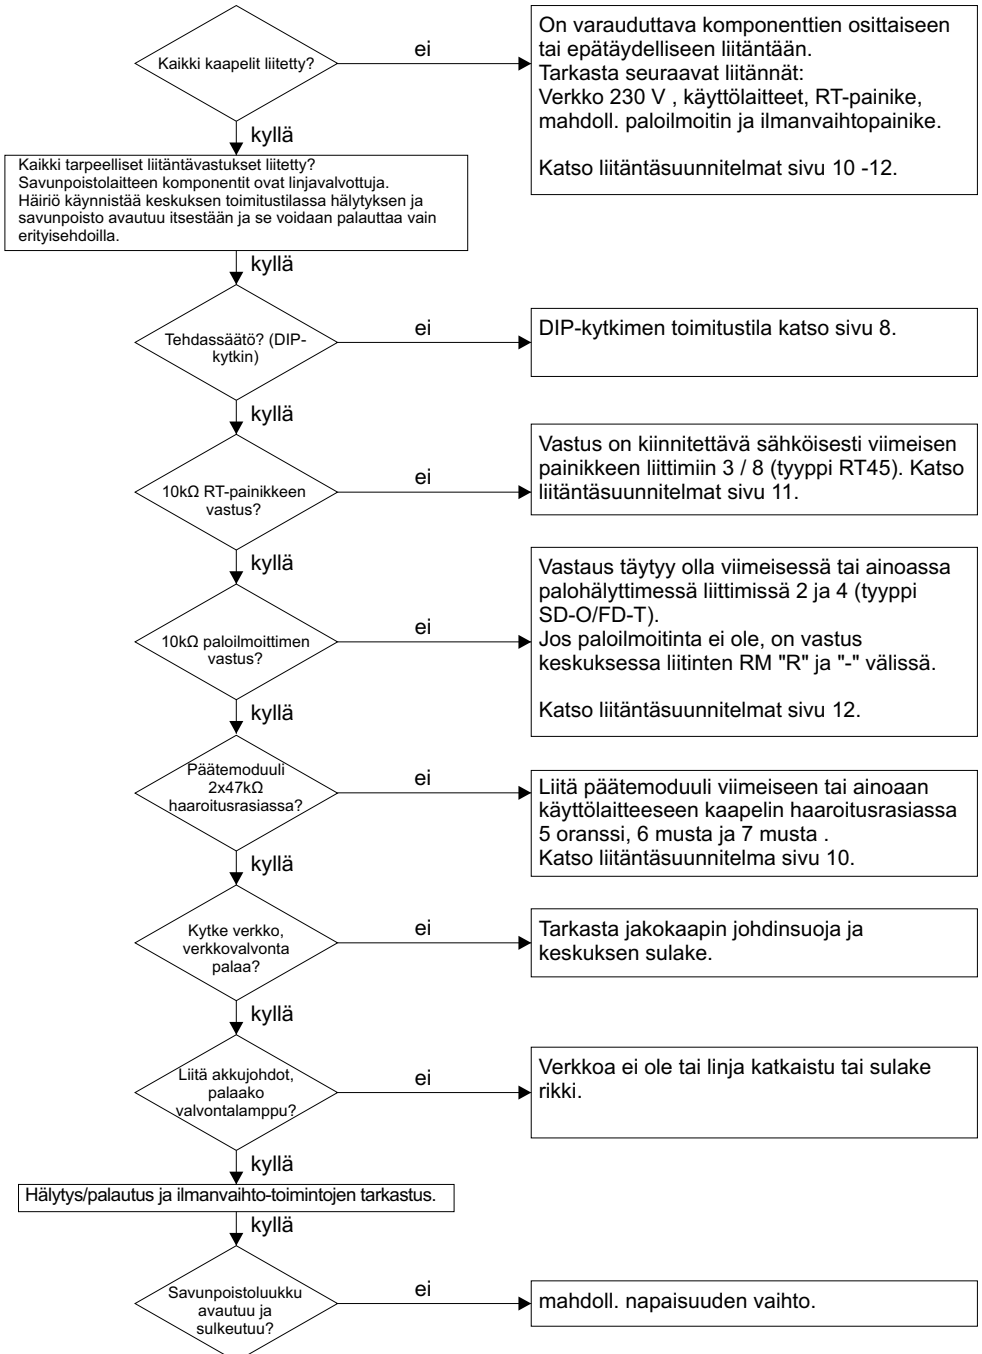 Kaikki kaapelit liitetty?
ei
On varauduttava komponenttien osittaiseen
tai epätäydelliseen liitäntään.
Tarkasta seuraavat liitännät:
Verkko 230 V , käyttölaitteet, RT-painike,
mahdoll. paloilmoitin ja ilmanvaihtopainike.
Katso liitäntäsuunnitelmat sivu 10 -12.
kyllä
Kaikki tarpeelliset liitäntävastukset liitetty?
Savunpoistolaitteen komponentit ovat linjavalvottuja.
Häiriö käynnistää keskuksen toimitustilassa hälytyksen ja
savunpoisto avautuu itsestään ja se voidaan palauttaa vain
erityisehdoilla.
kyllä
Tehdassäätö? (DIP-
kytkin)
ei
DIP-kytkimen toimitustila katso sivu 8.
kyllä
10kΩ RT-painikkeen
vastus?
ei
Vastus on kiinnitettävä sähköisesti viimeisen
painikkeen liittimiin 3 / 8 (tyyppi RT45). Katso
liitäntäsuunnitelmat sivu 11.
kyllä
10kΩ paloilmoittimen
vastus?
ei
Vastaus täytyy olla viimeisessä tai ainoassa
palohälyttimessä liittimissä 2 ja 4 (tyyppi
SD-O/FD-T).
Jos paloilmoitinta ei ole, on vastus
keskuksessa liitinten RM "R" ja "-" välissä.
Katso liitäntäsuunnitelmat sivu 12.
kyllä
Päätemoduuli
2x47kΩ
haaroitusrasiassa?
ei
Liitä päätemoduuli viimeiseen tai ainoaan
käyttölaitteeseen kaapelin haaroitusrasiassa
5 oranssi, 6 musta ja 7 musta .
Katso liitäntäsuunnitelma sivu 10.
kyllä
Kytke verkko,
verkkovalvonta
palaa?
ei
Tarkasta jakokaapin johdinsuoja ja
keskuksen sulake.
kyllä
Liitä akkujohdot,
palaako
valvontalamppu?
ei
Verkkoa ei ole tai linja katkaistu tai sulake
rikki.
kyllä
Hälytys/palautus ja ilmanvaihto-toimintojen tarkastus.
kyllä
Savunpoistoluukku
avautuu ja
sulkeutuu?
ei
mahdoll. napaisuuden vaihto.